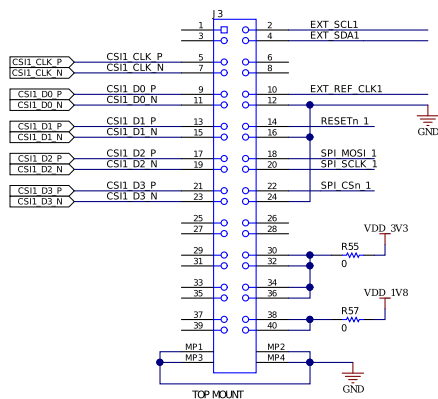 J3
1 2 EXT_SCL1
3 4 EXT_SDA1
CSI1_CLK_P CSI1_CLK_P 5 6
CSI1_CLK_N CSI1_CLK_N 7 8
CSI1_D0_P CSI1_D0_P 9 10 EXT_REF_CLK1
CSI1_D0_N CSI1_D0_N 11 12
GND
CSI1_D1_P CSI1_D1_P 13 14 RESETn_1
CSI1_D1_N CSI1_D1_N 15 16
CSI1_D2_P CSI1_D2_P 17 18 SPI_MOSI_1
CSI1_D2_N CSI1_D2_N 19 20 SPI_SCLK_1
CSI1_D3_P CSI1_D3_P 21 22 SPI_CSn_1
CSI1_D3_N CSI1_D3_N 23 24
25 26
27 28
VDD_3V3
R55
29 30
31 32 0
33 34
35 36
VDD_1V8
R57
37 38
39 40 0
MP1 MP2
MP3 MP4
GND
TOP MOUNT